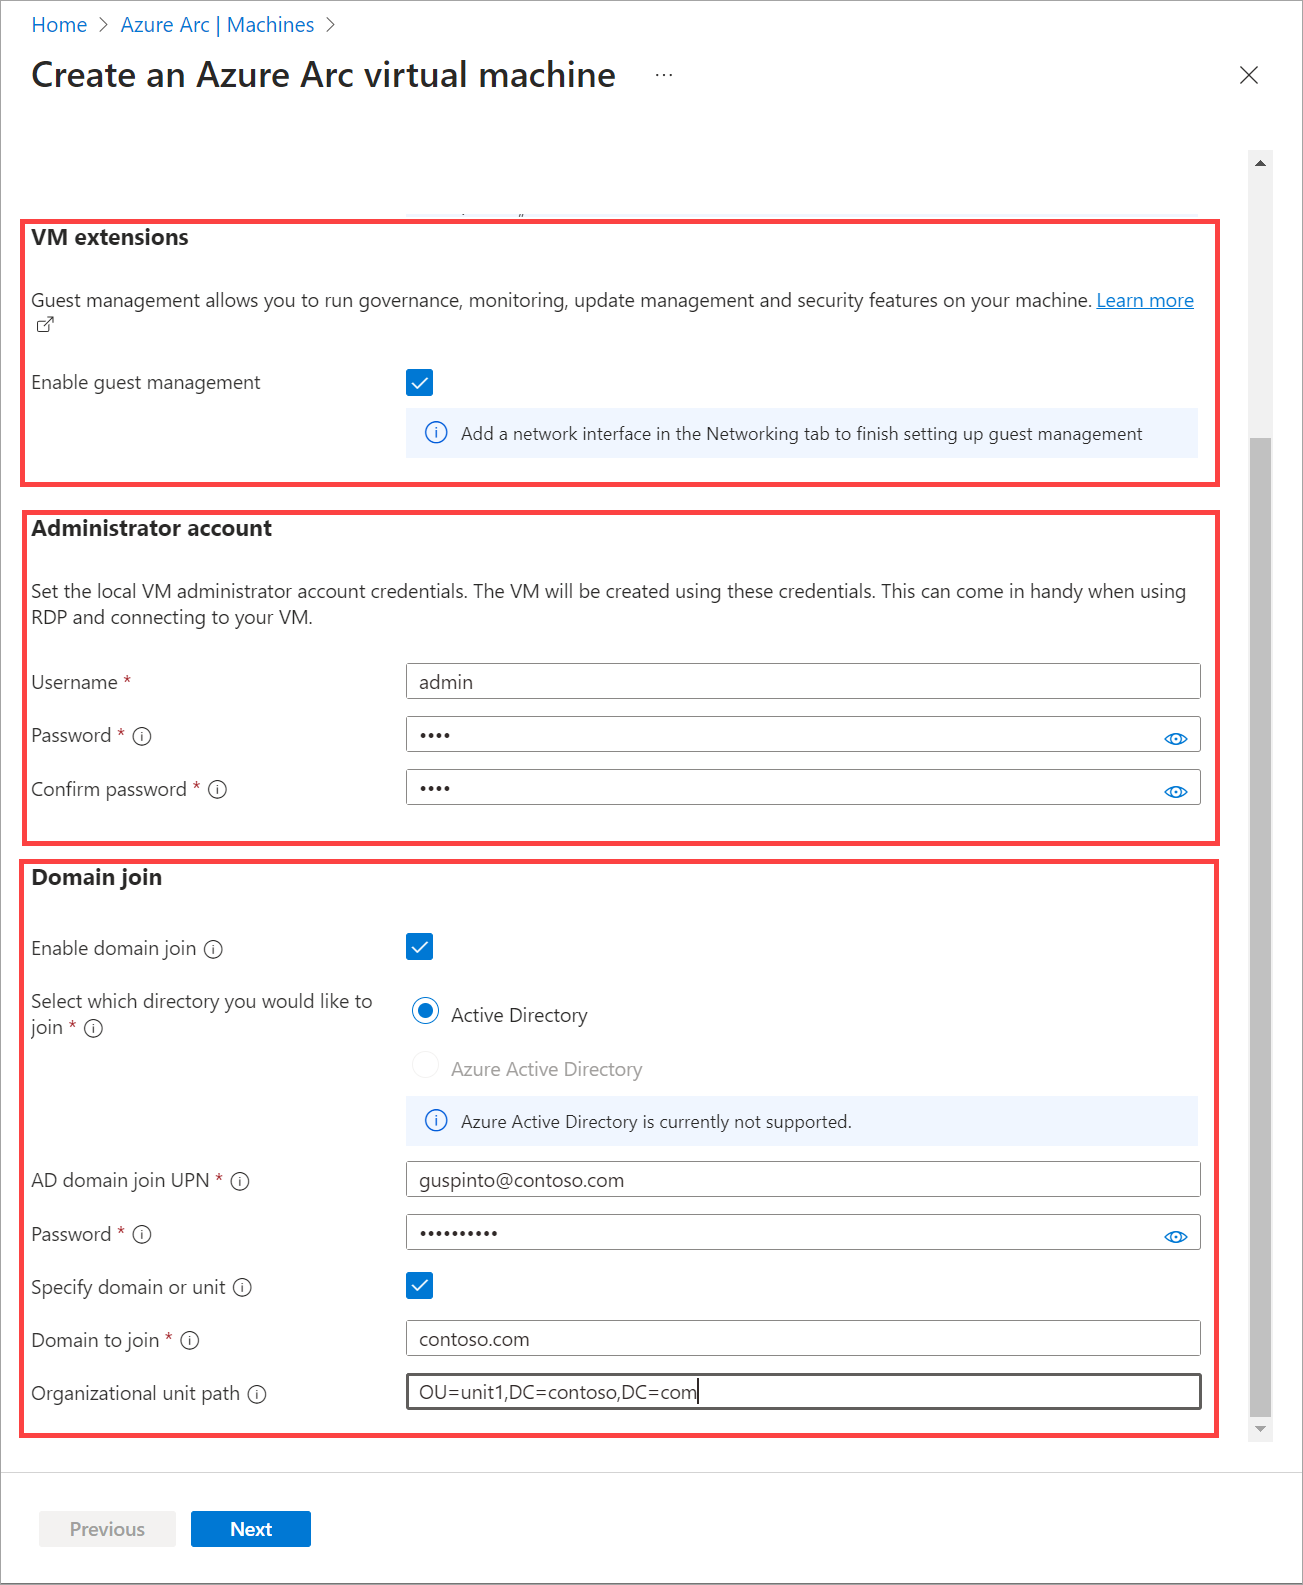 Home > Azure Arc | Machines >
Create an Azure Arc virtual machine ...
VM extensions
Guest management allows you to run governance, monitoring, update management and security features on your machine. Learn more
Enable guest management
Add a network interface in the Networking tab to finish setting up guest management
Administrator account
Set the local VM administrator account credentials. The VM will be created using these credentials. This can come in handy when using
RDP and connecting to your VM.
Username * admin
Password * ••••
Confirm password * ••••
Domain join
Enable domain join
Select which directory you would like to
join *
Active Directory
Azure Active Directory
Azure Active Directory is currently not supported.
AD domain join UPN * guspinto@contoso.com
Password * ••••••••••
Specify domain or unit
Domain to join * contoso.com
Organizational unit path OU=unit1,DC=contoso,DC=com
Previous Next